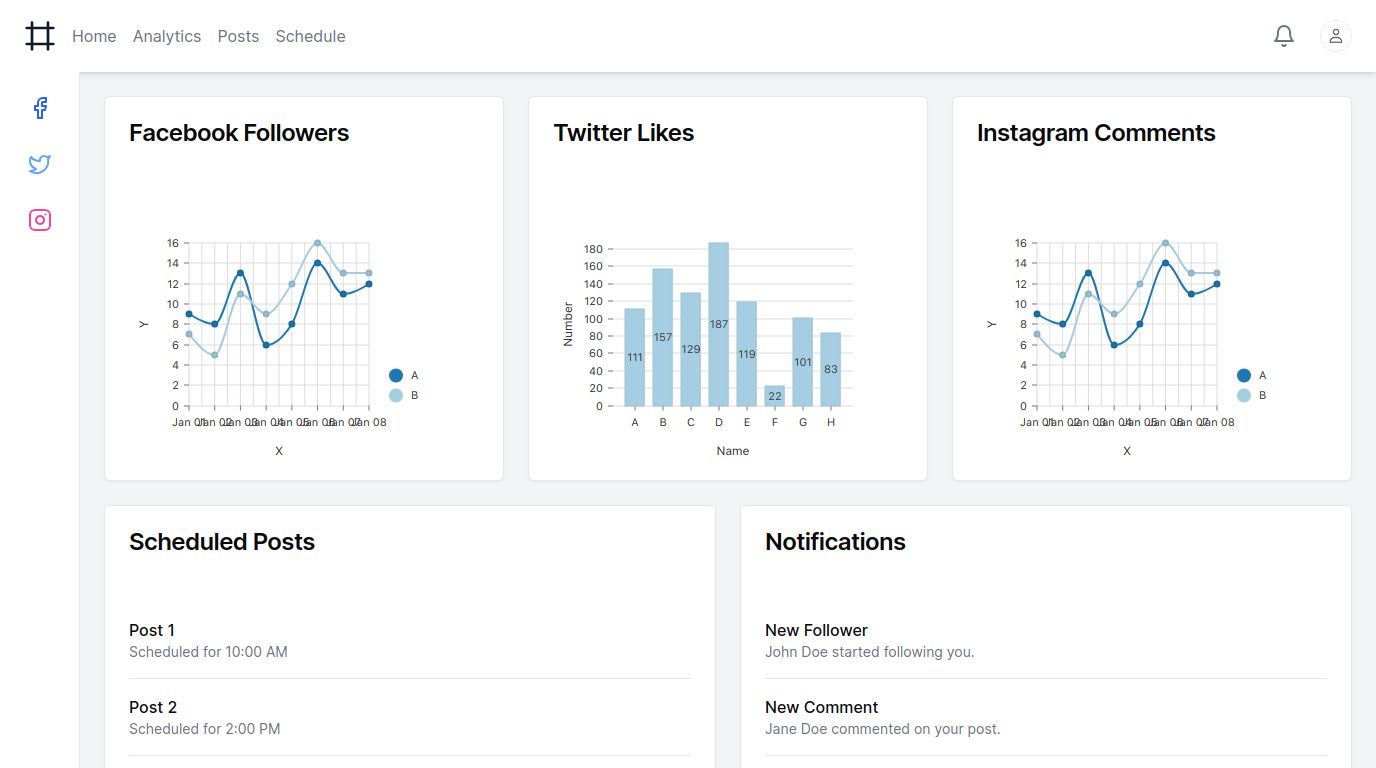 Home Analytics Posts Schedule
Facebook Followers
16
14
12
10
8
6
4
2
0
Y
Jan 01 Jan 02 Jan 03 Jan 04 Jan 05 Jan 06 Jan 07 Jan 08
X
A
B
Twitter Likes
180
160
140
120
100
80
60
40
20
0
Number
111 157 129 187 119 22 101 83
A B C D E F G H
Name
Instagram Comments
16
14
12
10
8
6
4
2
0
Y
Jan 01 Jan 02 Jan 03 Jan 04 Jan 05 Jan 06 Jan 07 Jan 08
X
A
B
Scheduled Posts
Post 1
Scheduled for 10:00 AM
Post 2
Scheduled for 2:00 PM
Notifications
New Follower
John Doe started following you.
New Comment
Jane Doe commented on your post.